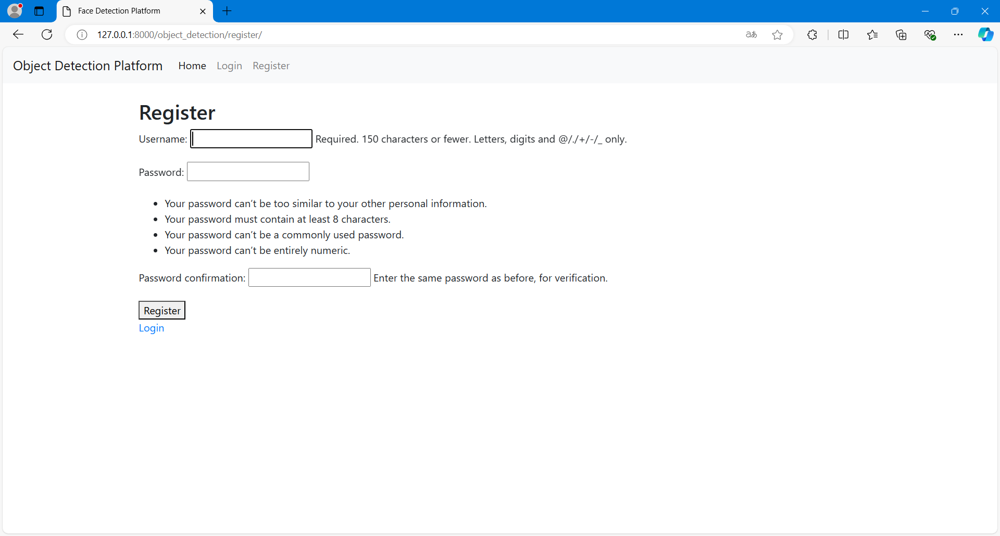 Face Detection Platform
127.0.0.1:8000/object_detection/register/
aあ
Object Detection Platform Home Login Register
Register
Username: Required. 150 characters or fewer. Letters, digits and @/./+/-/_ only.
Password:
• Your password can’t be too similar to your other personal information.
• Your password must contain at least 8 characters.
• Your password can’t be a commonly used password.
• Your password can’t be entirely numeric.
Password confirmation: Enter the same password as before, for verification.
Register
Login